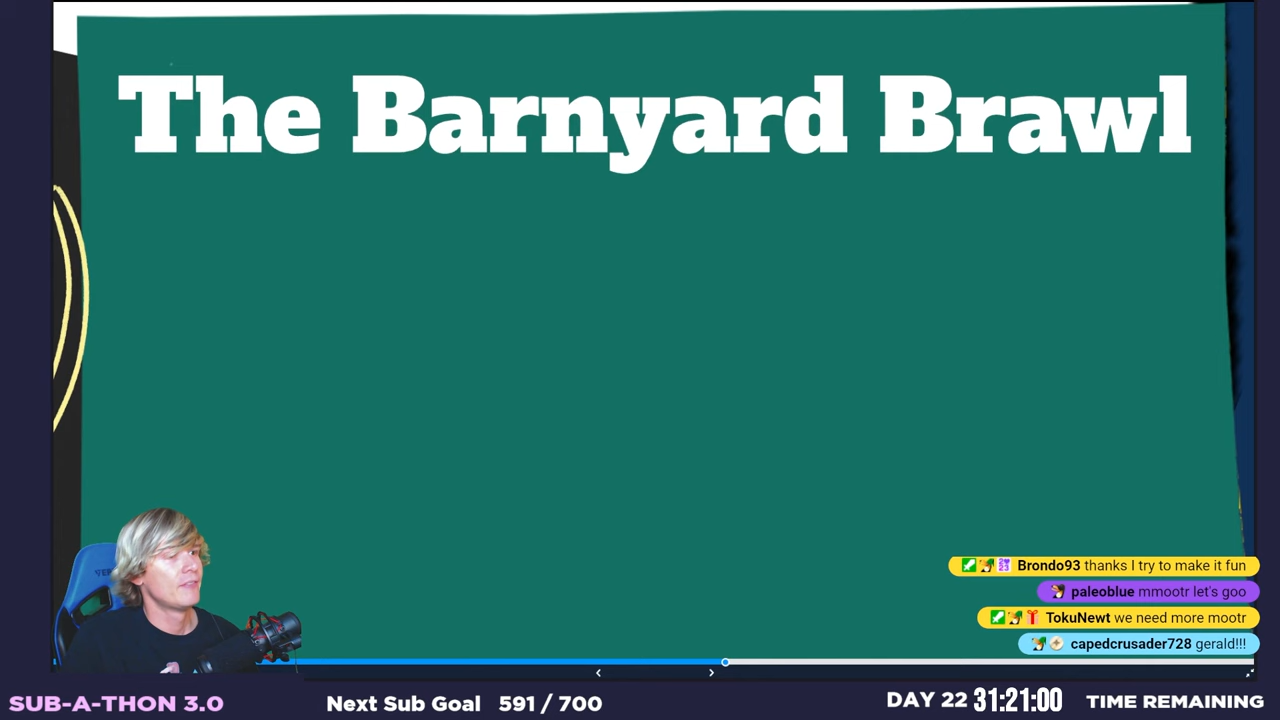 The Barnyard Brawl
Brondo93 thanks I try to make it fun
paleoblue mmootr let's goo
TokuNewt we need more mootr
capedcrusader728 gerald!!!
SUB-A-THON 3.0 Next Sub Goal 591 / 700 DAY 22 31:21:00 TIME REMAINING